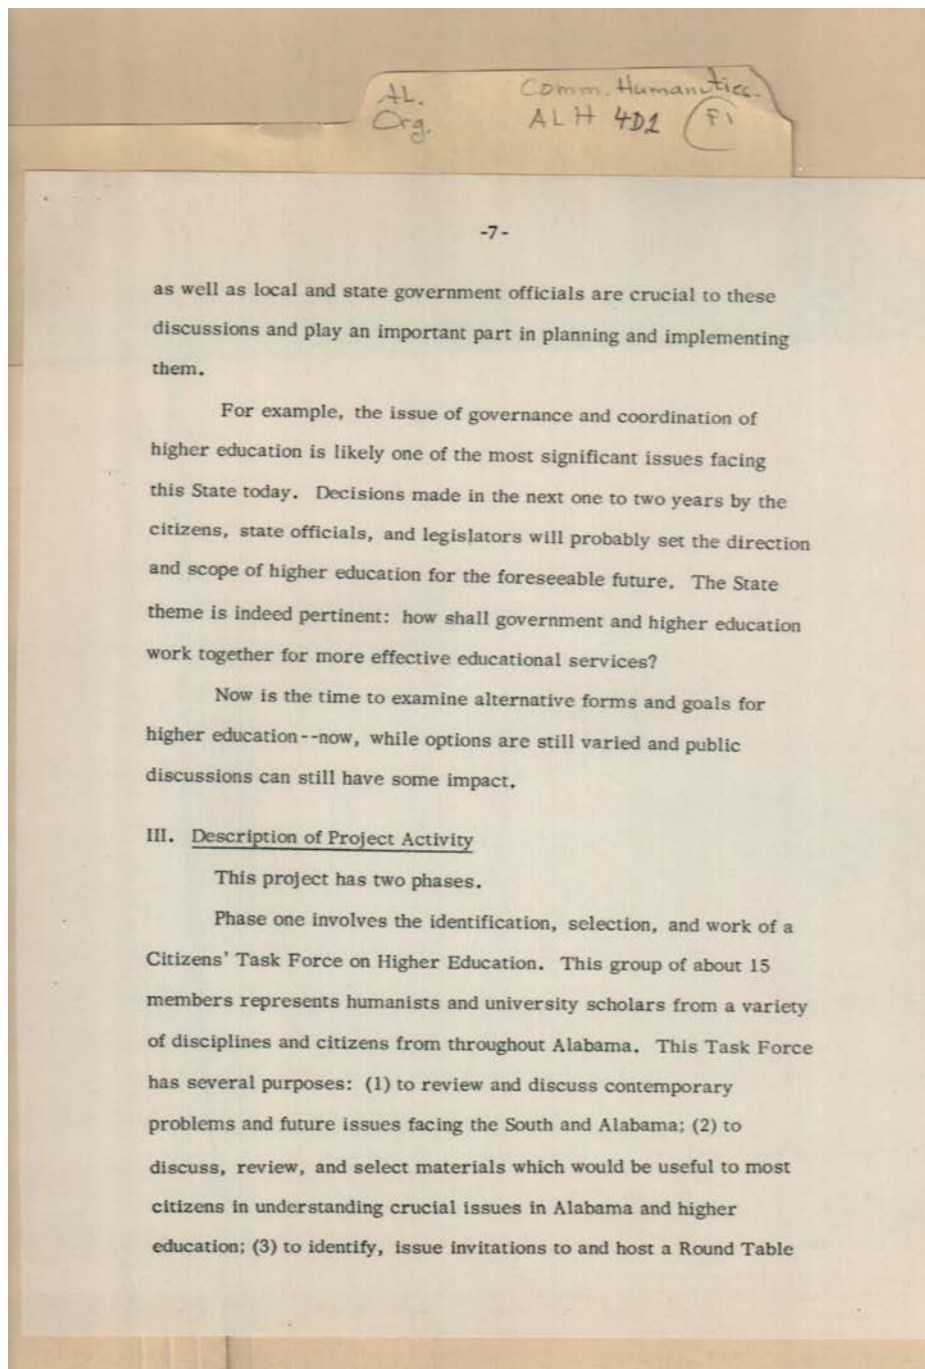 AL. Comm. Humanities.
Org. ALH 4D1 F1
-7-
as well as local and state government officials are crucial to these
discussions and play an important part in planning and implementing
them.
For example, the issue of governance and coordination of
higher education is likely one of the most significant issues facing
this State today. Decisions made in the next one to two years by the
citizens, state officials, and legislators will probably set the direction
and scope of higher education for the foreseeable future. The State
theme is indeed pertinent: how shall government and higher education
work together for more effective educational services?
Now is the time to examine alternative forms and goals for
higher education--now, while options are still varied and public
discussions can still have some impact.
III. Description of Project Activity
This project has two phases.
Phase one involves the identification, selection, and work of a
Citizens' Task Force on Higher Education. This group of about 15
members represents humanists and university scholars from a variety
of disciplines and citizens from throughout Alabama. This Task Force
has several purposes: (1) to review and discuss contemporary
problems and future issues facing the South and Alabama; (2) to
discuss, review, and select materials which would be useful to most
citizens in understanding crucial issues in Alabama and higher
education; (3) to identify, issue invitations to and host a Round Table